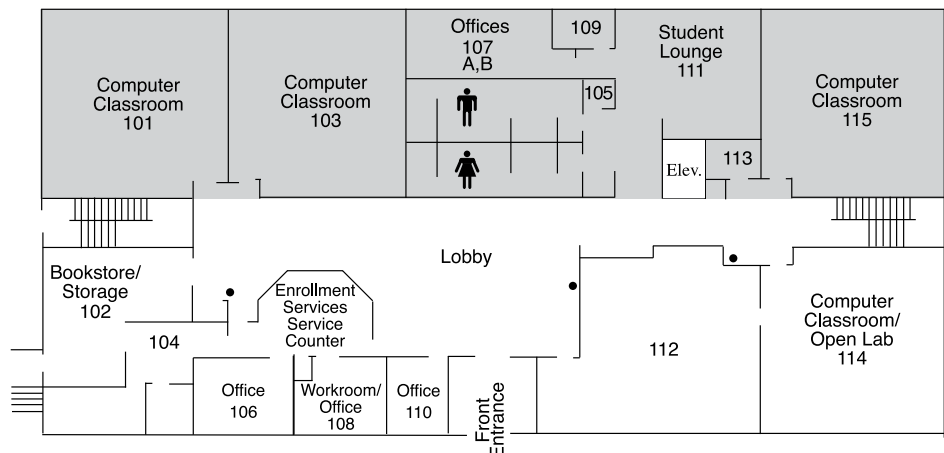 Computer
Classroom
101
Computer
Classroom
103
Offices
107
A,B
109
105
Student
Lounge
111
Computer
Classroom
115
Elev.
113
Lobby
Bookstore/
Storage
102
104
Enrollment
Services
Service
Counter
Office
106
Workroom/
Office
108
Office
110
Front
Entrance
112
Computer
Classroom/
Open Lab
114